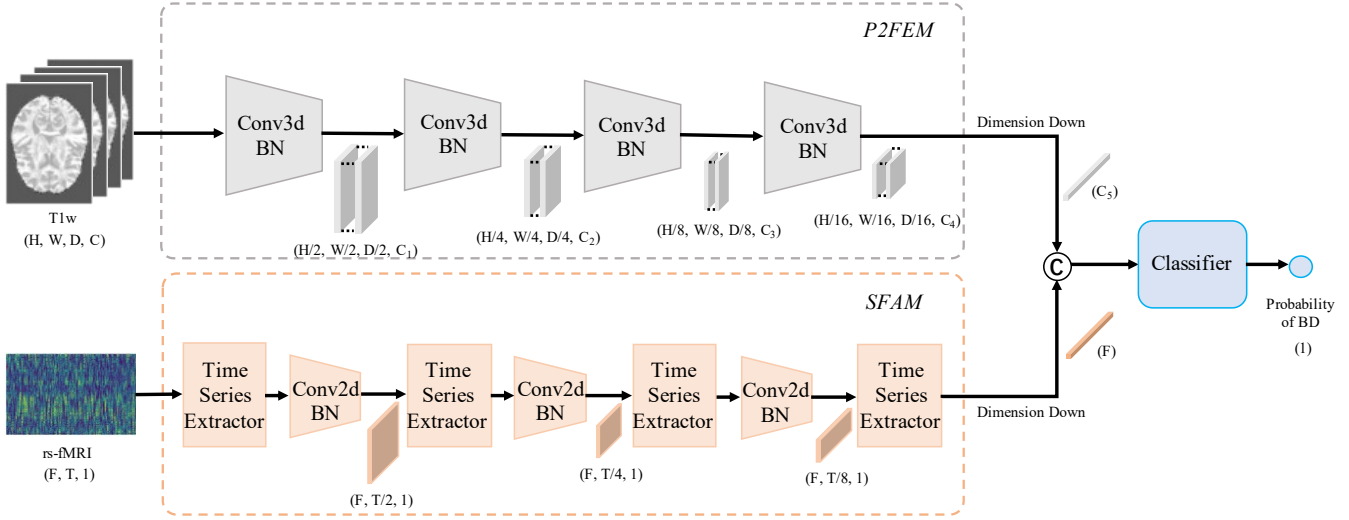 P2FEM
Conv3d
BN
Conv3d
BN
Conv3d
BN
Conv3d
BN
Dimension Down
T1w
(H, W, D, C)
(H/2, W/2, D/2, C₁)
(H/4, W/4, D/4, C₂)
(H/8, W/8, D/8, C₃)
(H/16, W/16, D/16, C₄)
(C₅)
C
Classifier
Probability
of BD
(1)
SFAM
Time
Series
Extractor
Conv2d
BN
Time
Series
Extractor
Conv2d
BN
Time
Series
Extractor
Conv2d
BN
Time
Series
Extractor
(F)
Dimension Down
rs-fMRI
(F, T, 1)
(F, T/2, 1)
(F, T/4, 1)
(F, T/8, 1)